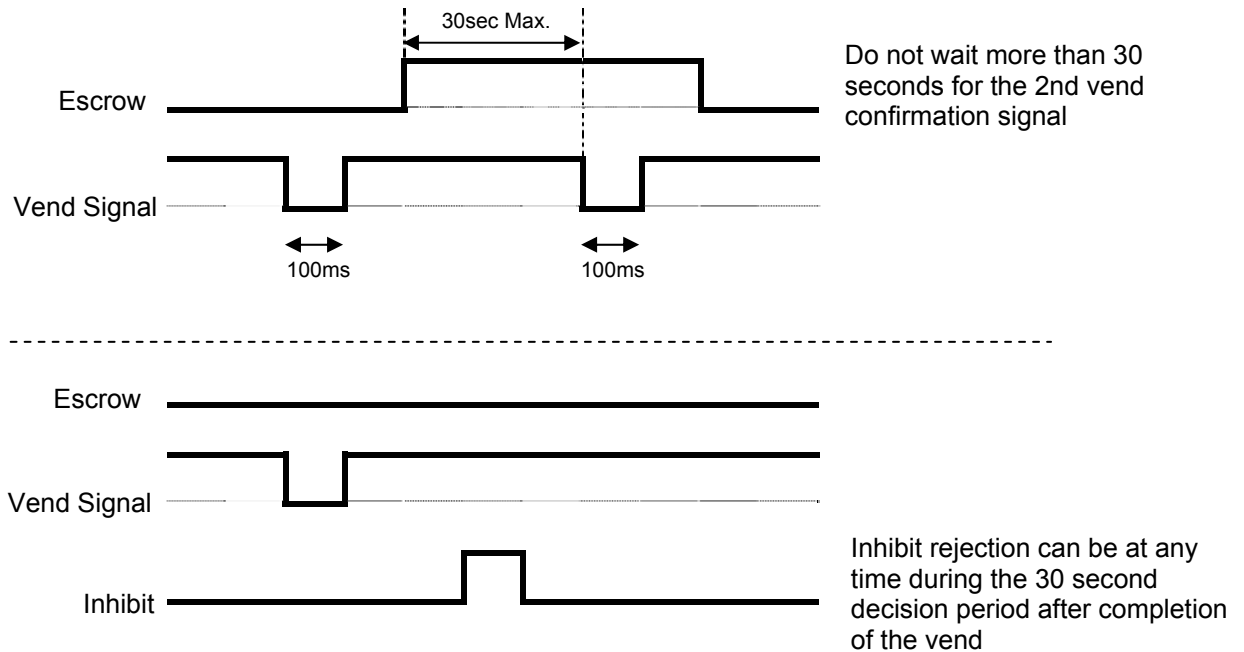 30sec Max.
Escrow
Do not wait more than 30
seconds for the 2nd vend
confirmation signal
Vend Signal
100ms
100ms
Escrow
Vend Signal
Inhibit
Inhibit rejection can be at any
time during the 30 second
decision period after completion
of the vend